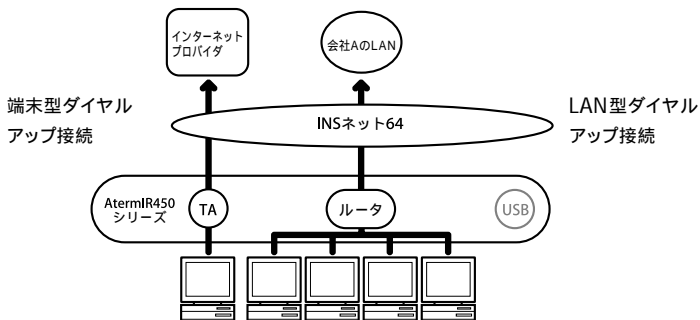 インターネット
プロバイダ
会社AのLAN
端末型ダイヤル
アップ接続
INSネット64
LAN型ダイヤル
アップ接続
AtermIR450
シリーズ
TA
ルータ
USB